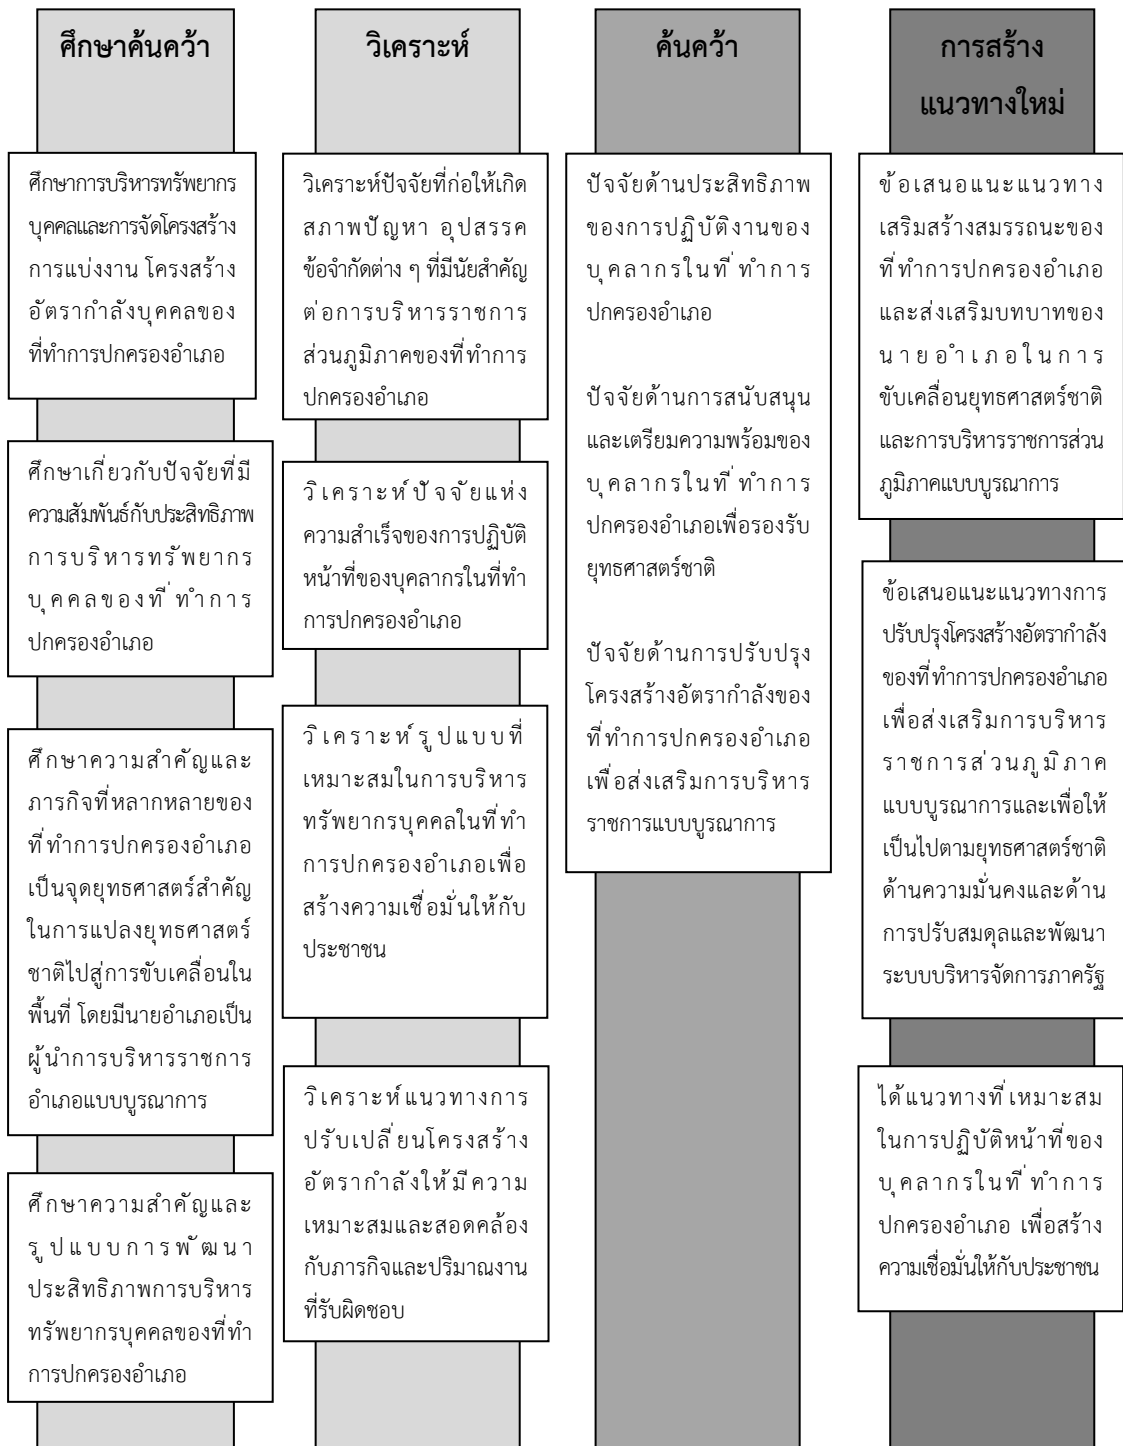 ศึกษาค้นคว้า
ศึกษาการบริหารทรัพยากร
บุคคลและการจัดโครงสร้าง
การแบ่งงาน โครงสร้าง
อัตรากำลังบุคคลของ
ที่ทำการปกครองอำเภอ
ศึกษาเกี่ยวกับปัจจัยที่มี
ความสัมพันธ์กับประสิทธิภาพ
การบริหารทรัพยากร
บุคคลของที่ทำการ
ปกครองอำเภอ
ศึกษาความสำคัญและ
ภารกิจที่หลากหลายของ
ที่ทำการปกครองอำเภอ
เป็นจุดยุทธศาสตร์สำคัญ
ในการแปลงยุทธศาสตร์
ชาติไปสู่การขับเคลื่อนใน
พื้นที่ โดยมีนายอำเภอเป็น
ผู้นำการบริหารราชการ
อำเภอแบบบูรณาการ
ศึกษาความสำคัญและ
รูปแบบการพัฒนา
ประสิทธิภาพการบริหาร
ทรัพยากรบุคคลของที่ทำ
การปกครองอำเภอ
วิเคราะห์
วิเคราะห์ปัจจัยที่ก่อให้เกิด
สภาพปัญหา อุปสรรค
ข้อจำกัดต่าง ๆ ที่มีนัยสำคัญ
ต่อการบริหารราชการ
ส่วนภูมิภาคของที่ทำการ
ปกครองอำเภอ
วิเคราะห์ปัจจัยแห่ง
ความสำเร็จของการปฏิบัติ
หน้าที่ของบุคลากรในที่ทำ
การปกครองอำเภอ
วิเคราะห์รูปแบบที่
เหมาะสมในการบริหาร
ทรัพยากรบุคคลในที่ทำ
การปกครองอำเภอเพื่อ
สร้างความเชื่อมั่นให้กับ
ประชาชน
วิเคราะห์แนวทางการ
ปรับเปลี่ยนโครงสร้าง
อัตรากำลังให้มีความ
เหมาะสมและสอดคล้อง
กับภารกิจและปริมาณงาน
ที่รับผิดชอบ
ค้นคว้า
ปัจจัยด้านประสิทธิภาพ
ของการปฏิบัติงานของ
บุคลากรในที่ทำการ
ปกครองอำเภอ
ปัจจัยด้านการสนับสนุน
และเตรียมความพร้อมของ
บุคลากรในที่ทำการ
ปกครองอำเภอเพื่อรองรับ
ยุทธศาสตร์ชาติ
ปัจจัยด้านการปรับปรุง
โครงสร้างอัตรากำลังของ
ที่ทำการปกครองอำเภอ
เพื่อส่งเสริมการบริหาร
ราชการแบบบูรณาการ
การสร้าง
แนวทางใหม่
ข้อเสนอแนะแนวทาง
เสริมสร้างสมรรถนะของ
ที่ทำการปกครองอำเภอ
และส่งเสริมบทบาทของ
นายอำเภอในการ
ขับเคลื่อนยุทธศาสตร์ชาติ
และการบริหารราชการส่วน
ภูมิภาคแบบบูรณาการ
ข้อเสนอแนะแนวทางการ
ปรับปรุงโครงสร้างอัตรากำลัง
ของที่ทำการปกครองอำเภอ
เพื่อส่งเสริมการบริหาร
ราชการส่วนภูมิภาค
แบบบูรณาการและเพื่อให้
เป็นไปตามยุทธศาสตร์ชาติ
ด้านความมั่นคงและด้าน
การปรับสมดุลและพัฒนา
ระบบบริหารจัดการภาครัฐ
ได้แนวทางที่เหมาะสม
ในการปฏิบัติหน้าที่ของ
บุคลากรในที่ทำการ
ปกครองอำเภอ เพื่อสร้าง
ความเชื่อมั่นให้กับประชาชน